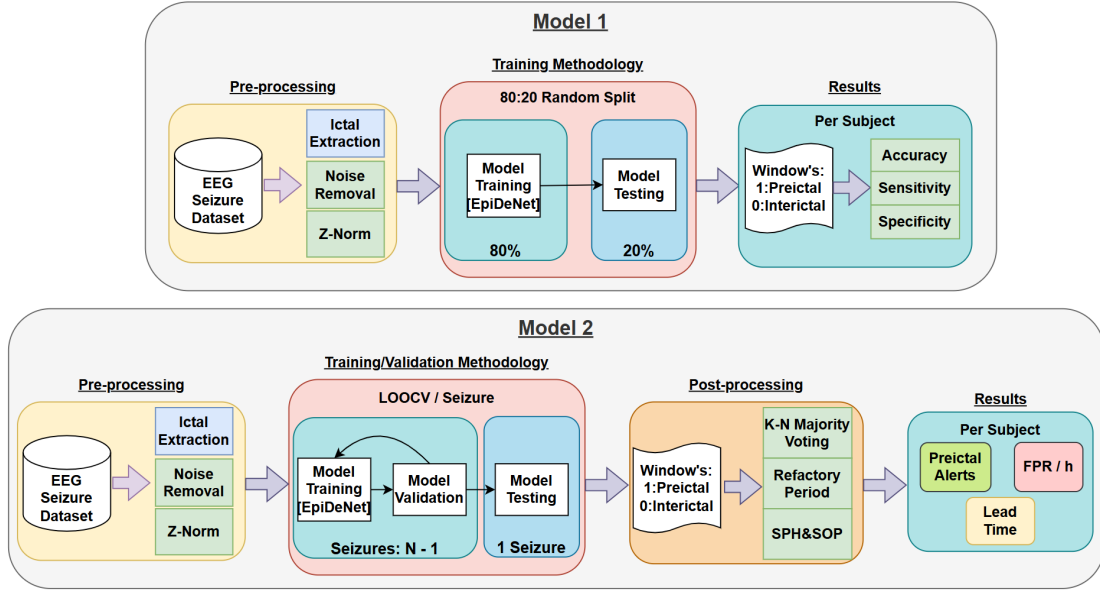 Model 1
Training Methodology
Pre-processing
Results
80:20 Random Split
Per Subject
Ictal
Extraction
EEG
Seizure
Dataset
Noise
Removal
Z-Norm
Model
Training
[EpiDeNet]
80%
Model
Testing
20%
Window's:
1:Preictal
0:Interictal
Accuracy
Sensitivity
Specificity
Model 2
Training/Validation Methodology
Pre-processing
Post-processing
Results
LOOCV / Seizure
Ictal
Extraction
EEG
Seizure
Dataset
Noise
Removal
Z-Norm
Model
Training
[EpiDeNet]
Model
Validation
Seizures: N - 1
Model
Testing
1 Seizure
Window's:
1:Preictal
0:Interictal
K-N Majority
Voting
Refactory
Period
SPH&SOP
Per Subject
Preictal
Alerts
FPR / h
Lead
Time